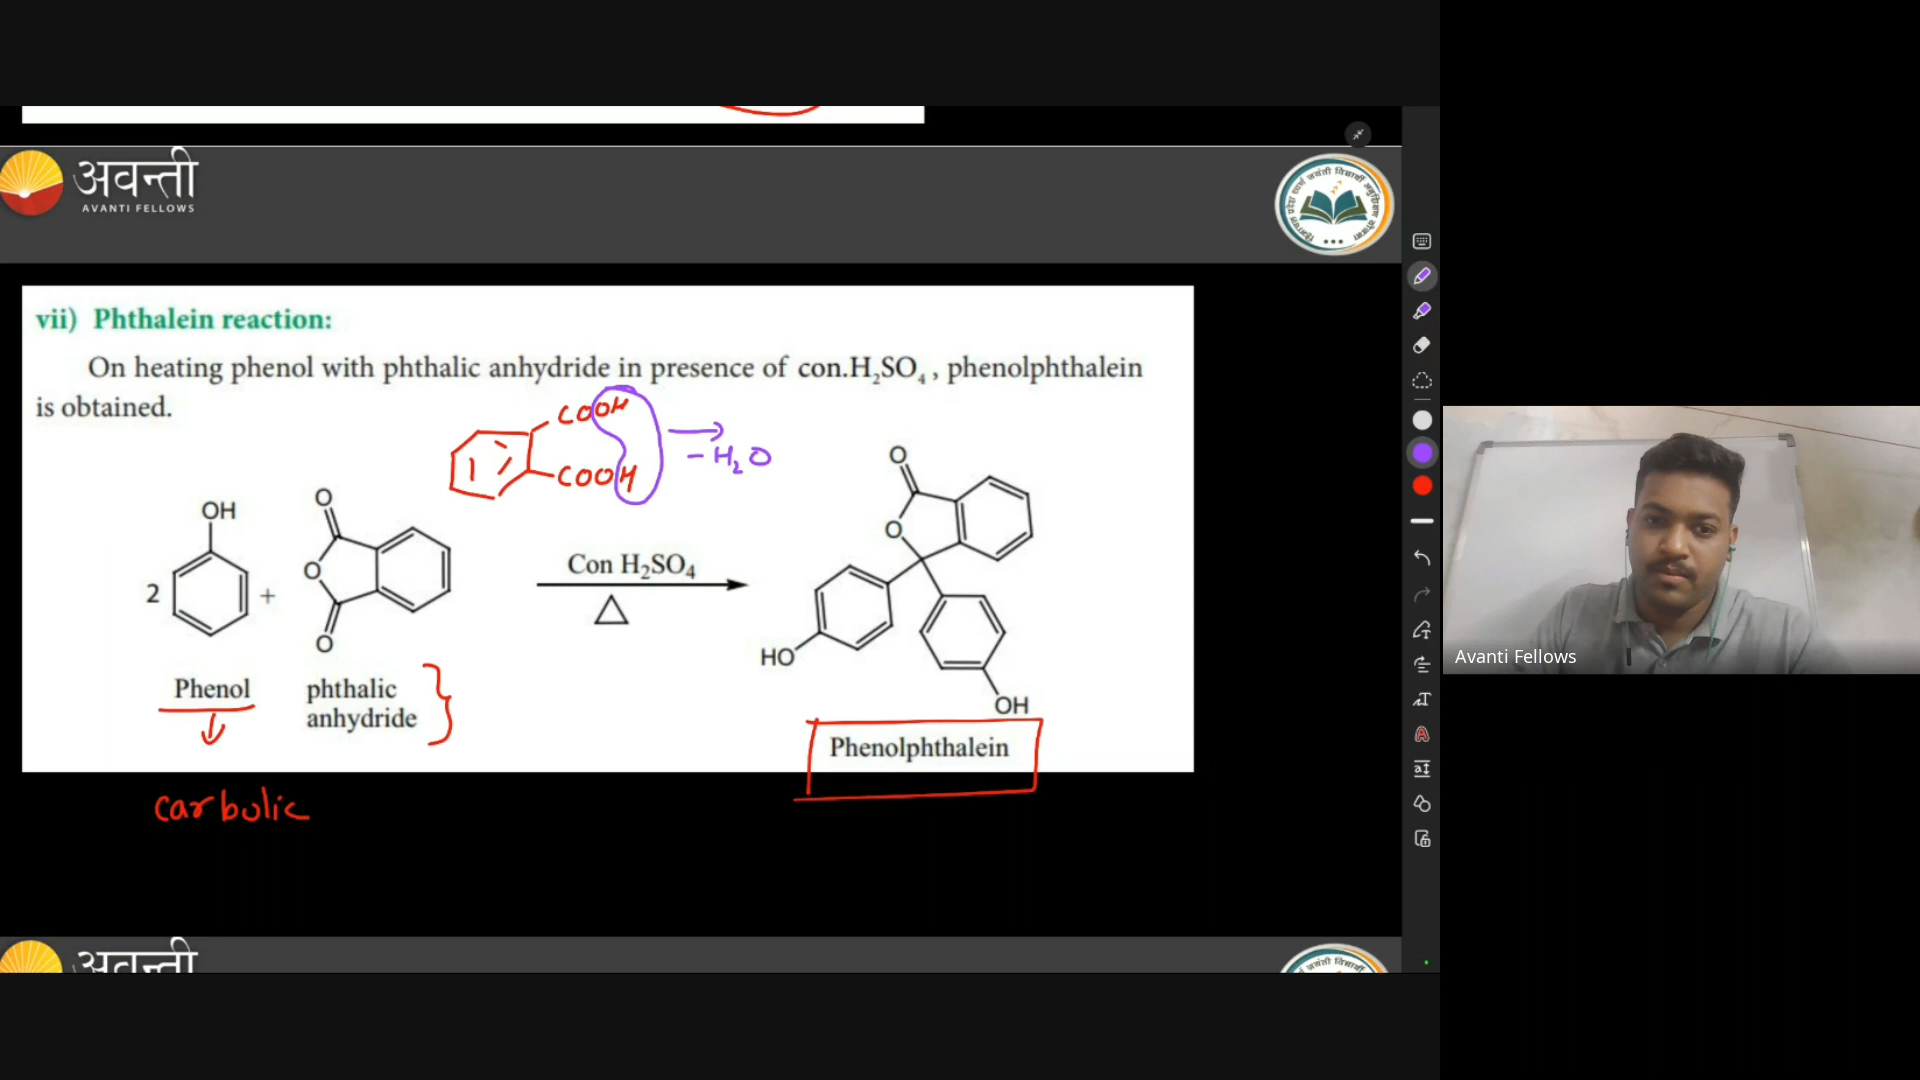 अवन्ती
AVANTI FELLOWS
vii) Phthalein reaction:
On heating phenol with phthalic anhydride in presence of con.H₂SO₄, phenolphthalein
is obtained.
COOH
COOH
-H₂O
OH
2
+
O
O
O
Con H₂SO₄
△
O
O
HO
OH
Phenol
phthalic
anhydride
Phenolphthalein
carbolic
Avanti Fellows
अवन्ती